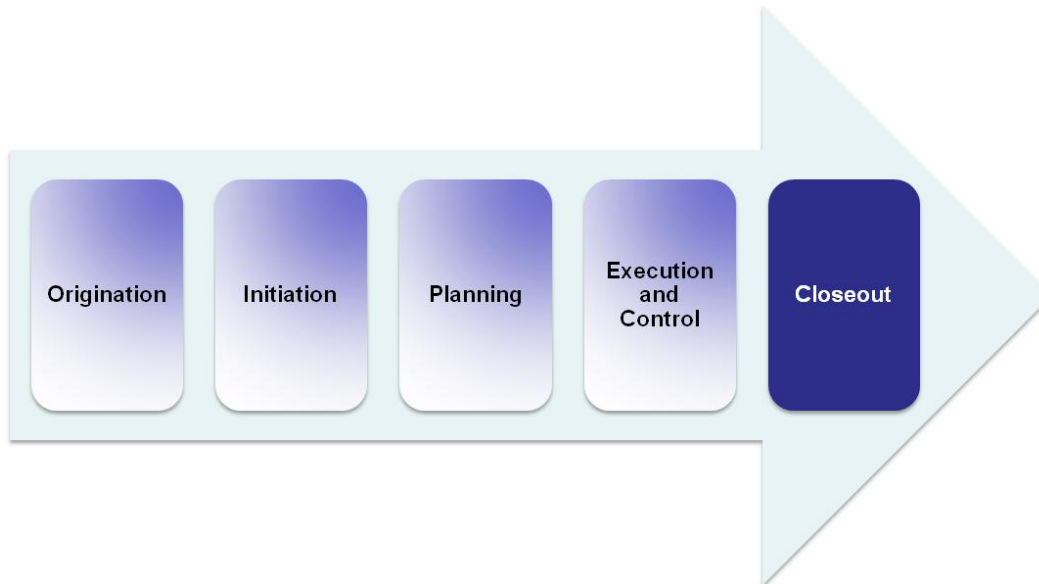 Origination
Initiation
Planning
Execution
and
Control
Closeout